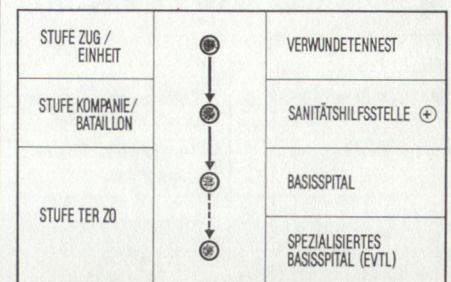 STUFE ZUG /
EINHEIT
VERWUNDETENNEST
STUFE KOMPANIE/
BATAILLON
SANITÄTSHILFSSTELLE
BASISSPITAL
STUFE TER ZO
SPEZIALISIERTES
BASISSPITAL (EVTL)